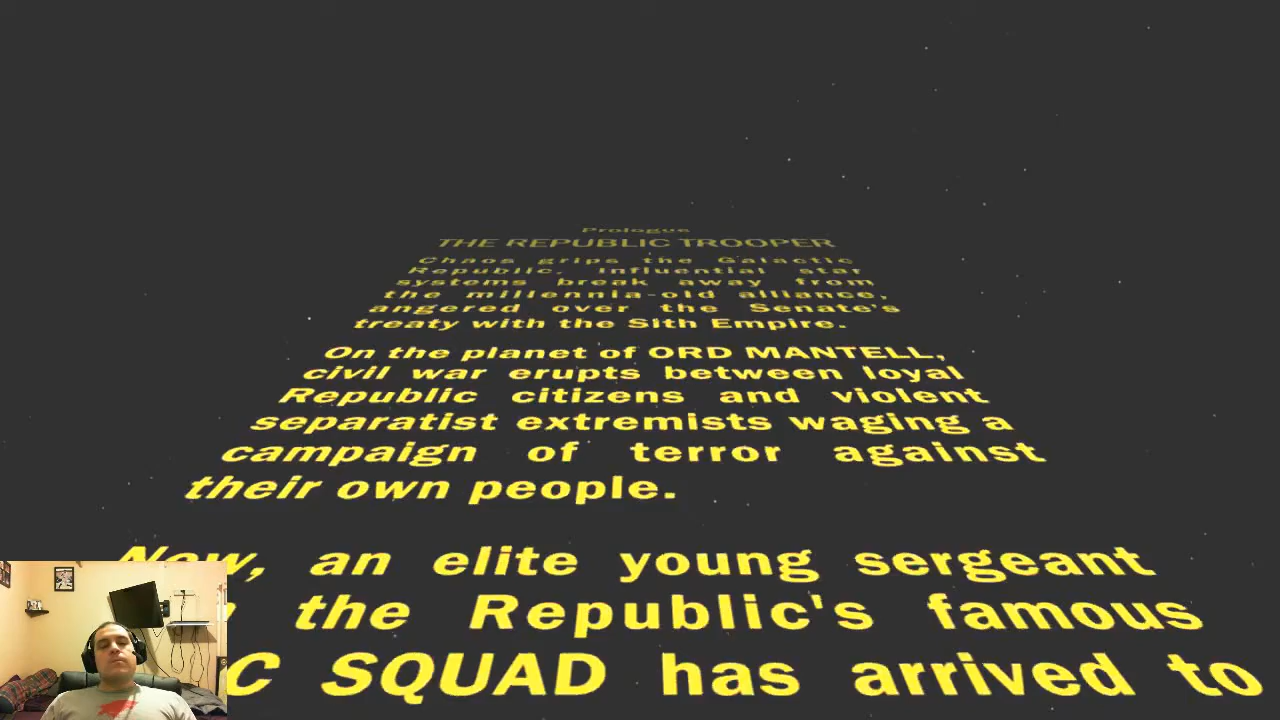 Prologue
THE REPUBLIC TROOPER
Chaos grips the Galactic
Republic. Influential star
systems break away from
the millennia-old alliance,
angered over the Senate's
treaty with the Sith Empire.
On the planet of ORD MANTELL,
civil war erupts between loyal
Republic citizens and violent
separatist extremists waging a
campaign of terror against
their own people.
Now, an elite young sergeant
the Republic's famous
C SQUAD has arrived to